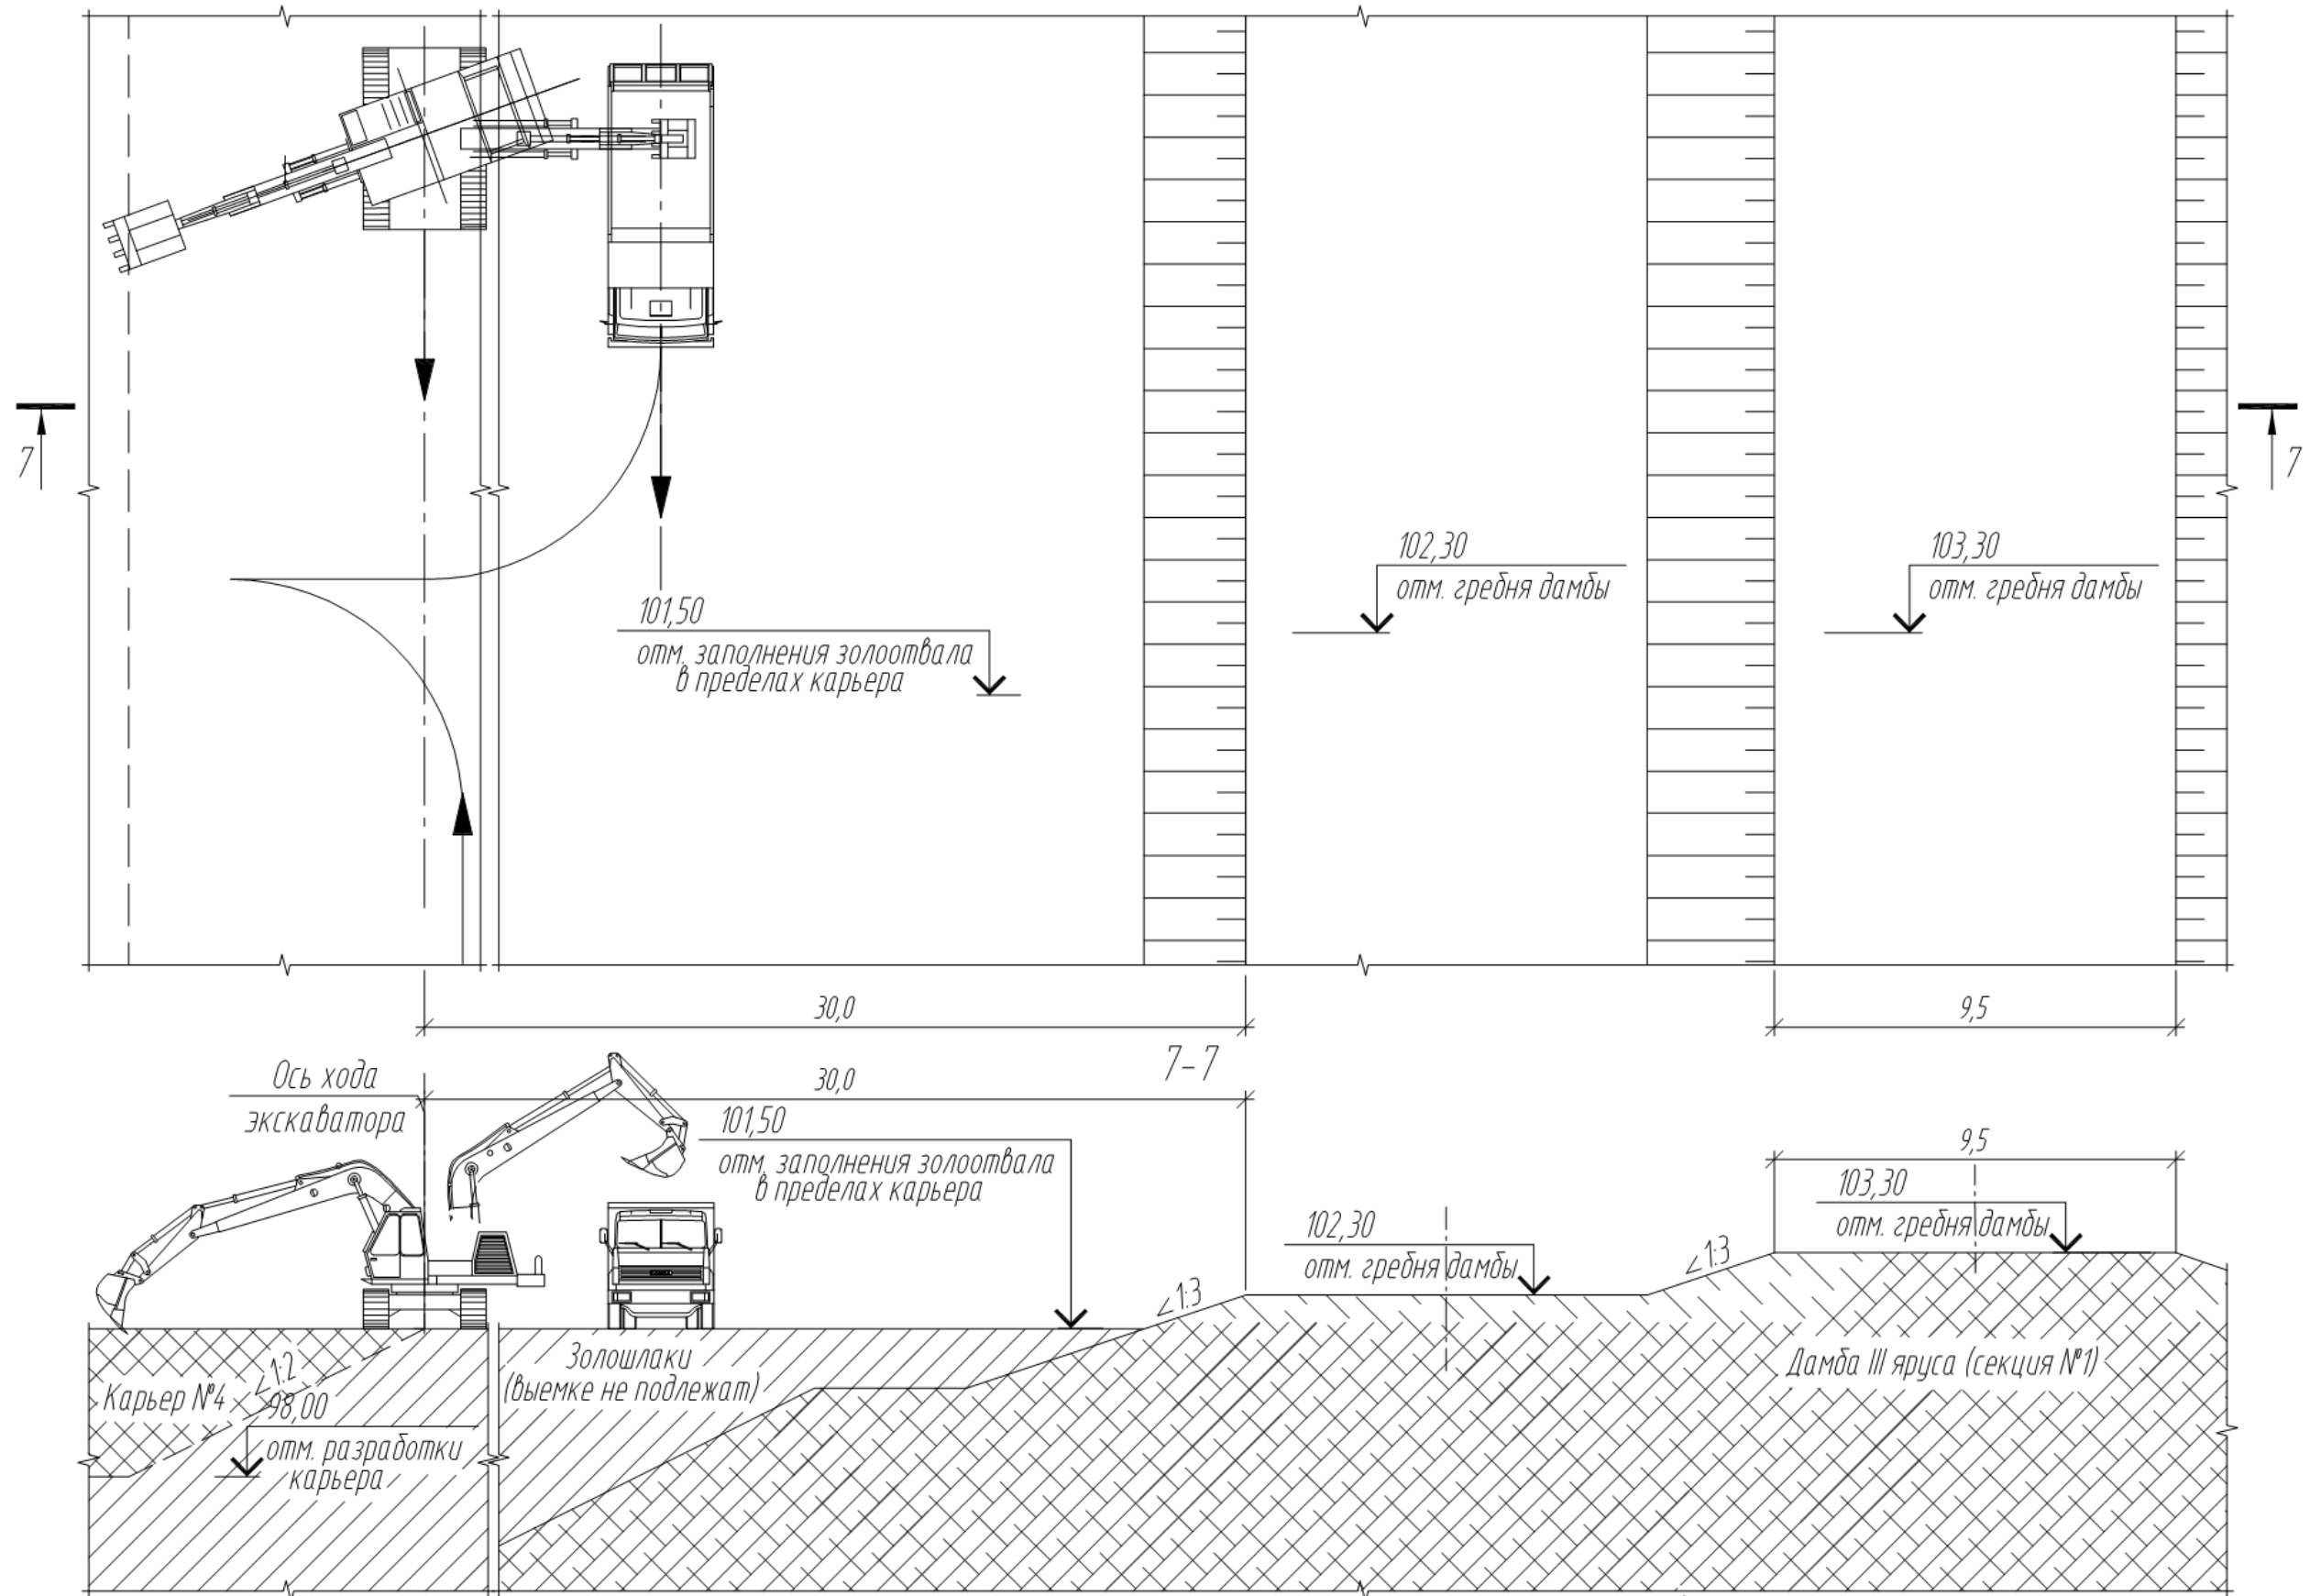 7
7
102,30
отм. гребня дамбы
103,30
отм. гребня дамбы
101,50
отм. заполнения золоотвала
в пределах карьера
30,0
9,5
7-7
Ось хода
экскаватора
30,0
101,50
отм. заполнения золоотвала
в пределах карьера
9,5
103,30
отм. гребня дамбы
102,30
отм. гребня дамбы
<1:3
<1:3
Золошлаки
(выемке не подлежат)
Дамба III яруса (секция №1)
<1:2
Карьер №4
98,00
отм. разработки
карьера